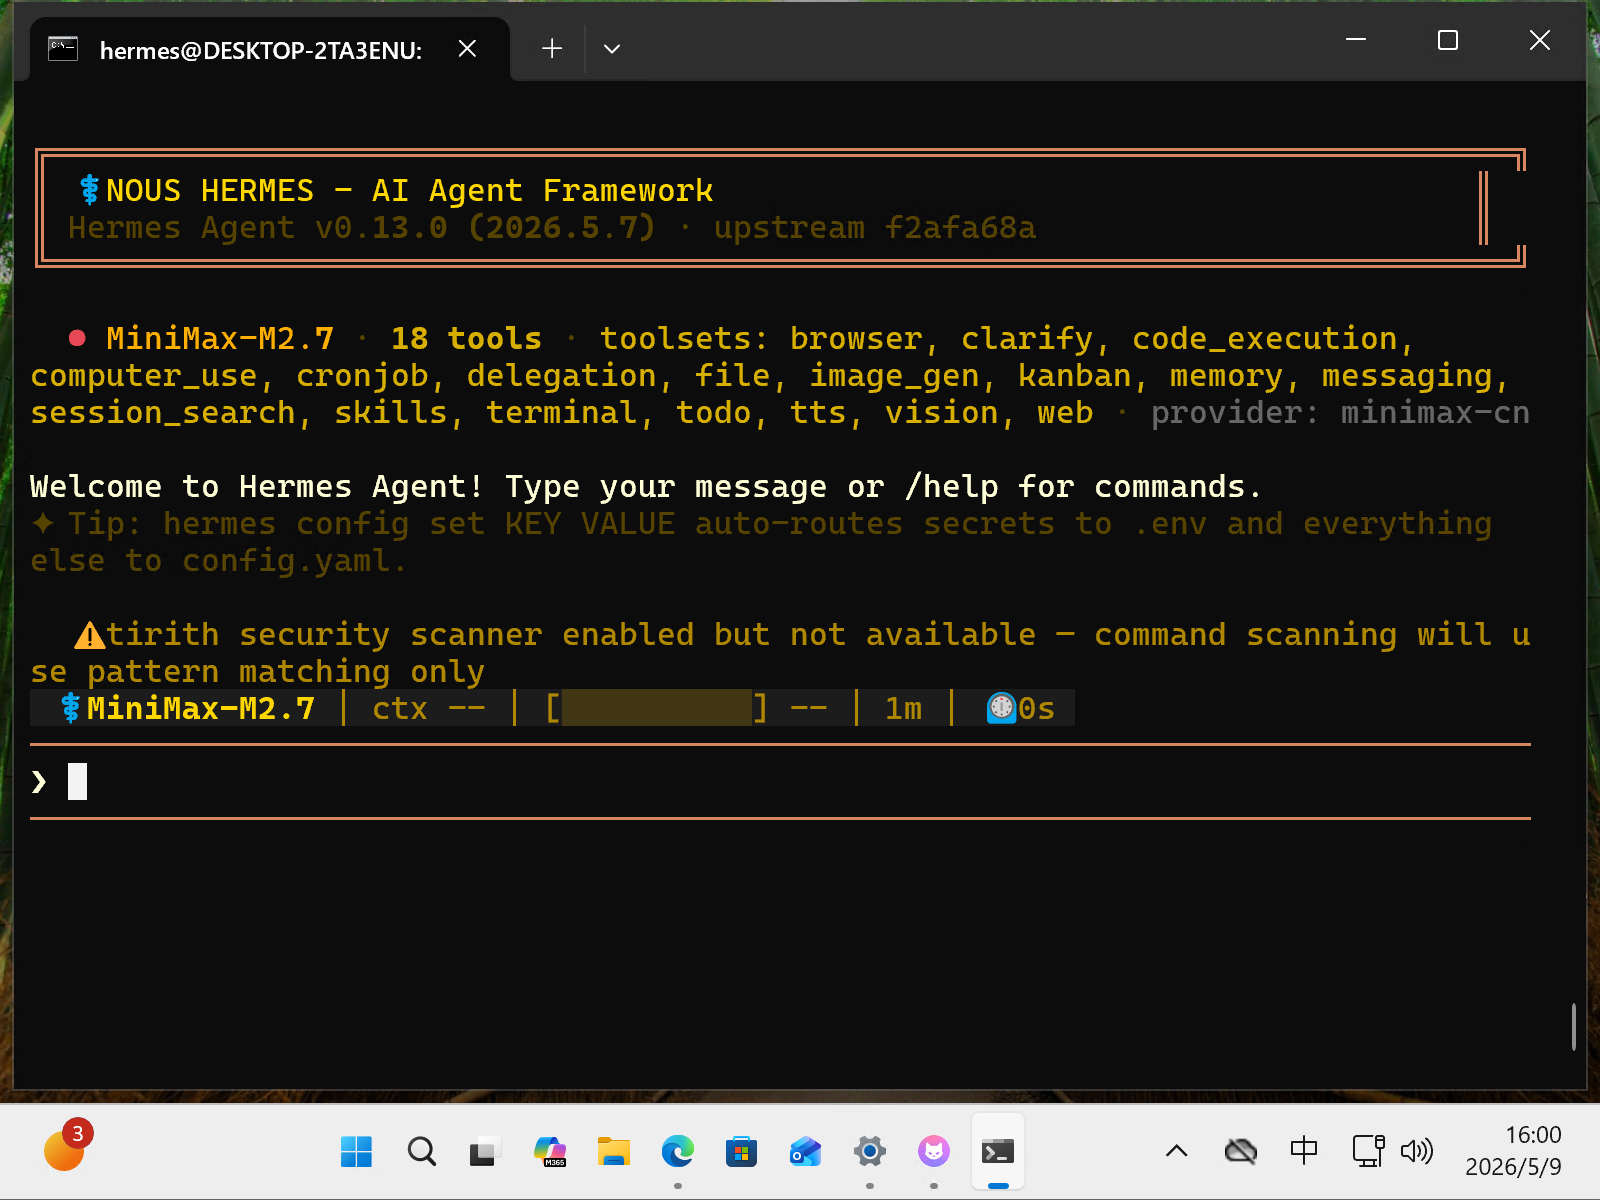 hermes@DESKTOP-2TA3ENU:
NOUS HERMES - AI Agent Framework
Hermes Agent v0.13.0 (2026.5.7) · upstream f2afa68a
MiniMax-M2.7 · 18 tools · toolsets: browser, clarify, code_execution,
computer_use, cronjob, delegation, file, image_gen, kanban, memory, messaging,
session_search, skills, terminal, todo, tts, vision, web · provider: minimax-cn
Welcome to Hermes Agent! Type your message or /help for commands.
✦ Tip: hermes config set KEY VALUE auto-routes secrets to .env and everything
else to config.yaml.
⚠ tirith security scanner enabled but not available — command scanning will u
se pattern matching only
MiniMax-M2.7 │ ctx -- │ [          ] -- │ 1m │ 0s
❯
3
M365
中
16:00
2026/5/9